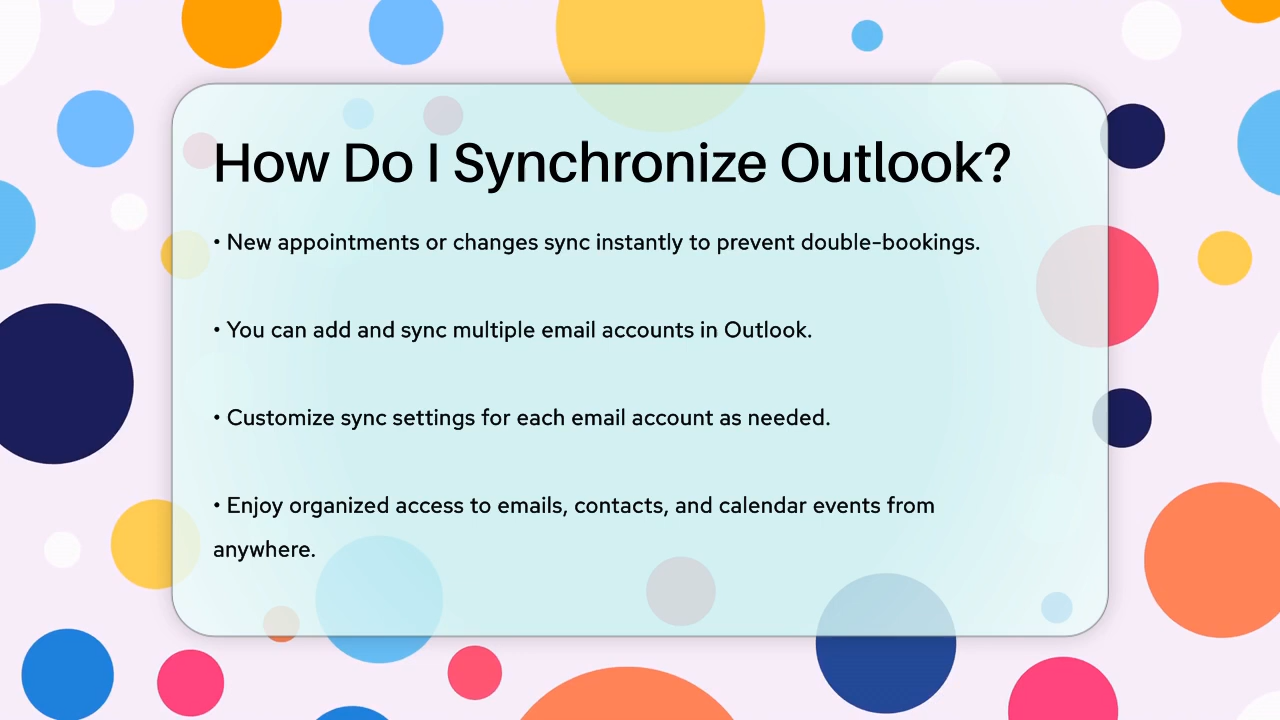 How Do I Synchronize Outlook?
• New appointments or changes sync instantly to prevent double-bookings.
• You can add and sync multiple email accounts in Outlook.
• Customize sync settings for each email account as needed.
• Enjoy organized access to emails, contacts, and calendar events from
anywhere.